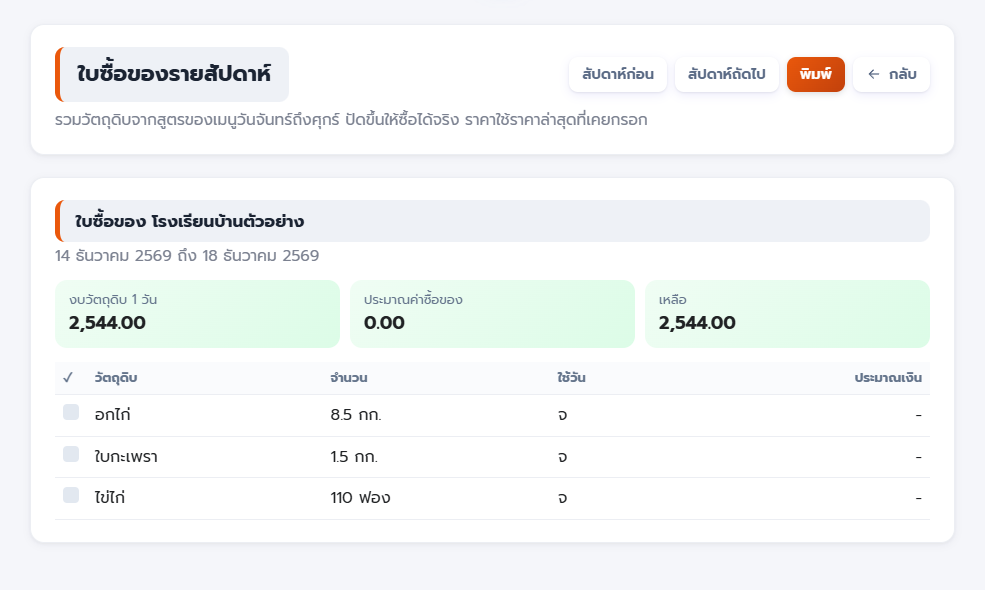 ใบซื้อของรายสัปดาห์
สัปดาห์ก่อน
สัปดาห์ถัดไป
พิมพ์
← กลับ
รวมวัตถุดิบจากสูตรของเมนูวันจันทร์ถึงศุกร์ ปัดขึ้นให้ซื้อได้จริง ราคาใช้ราคาล่าสุดที่เคยกรอก
ใบซื้อของ โรงเรียนบ้านตัวอย่าง
14 ธันวาคม 2569 ถึง 18 ธันวาคม 2569
งบวัตถุดิบ 1 วัน
2,544.00
ประมาณค่าซื้อของ
0.00
เหลือ
2,544.00
✓ วัตถุดิบ จำนวน ใช้วัน ประมาณเงิน
อกไก่ 8.5 กก. จ -
ใบกะเพรา 1.5 กก. จ -
ไข่ไก่ 110 ฟอง จ -